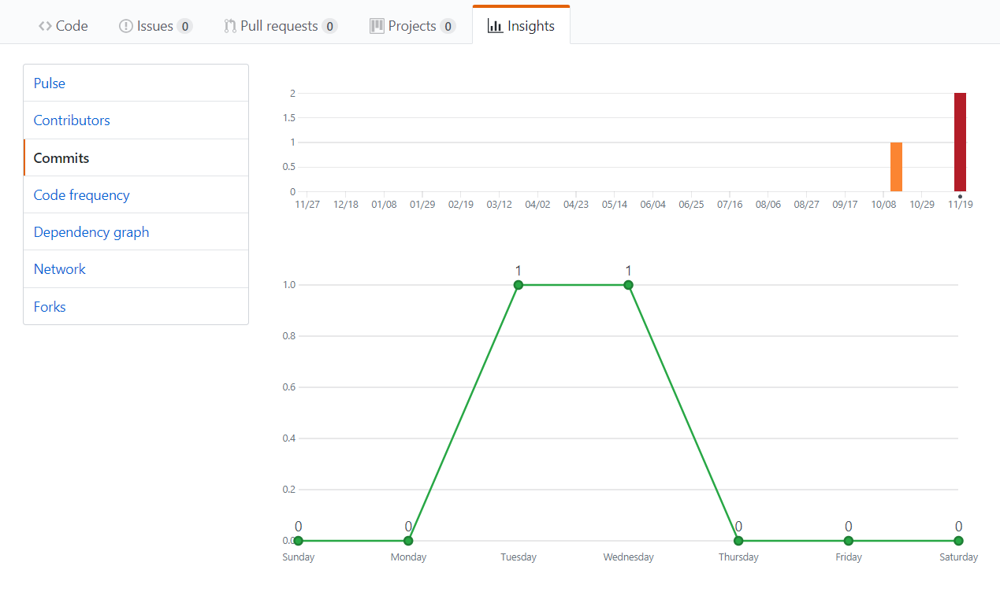 Code Issues 0 Pull requests 0 Projects 0 Insights
Pulse
Contributors
Commits
Code frequency
Dependency graph
Network
Forks
2
1.5
1
0.5
0
11/27 12/18 01/08 01/29 02/19 03/12 04/02 04/23 05/14 06/04 06/25 07/16 08/06 08/27 09/17 10/08 10/29 11/19
1 1
1.0
0.8
0.6
0.4
0.2
0 0 0 0 0
0.0
Sunday Monday Tuesday Wednesday Thursday Friday Saturday